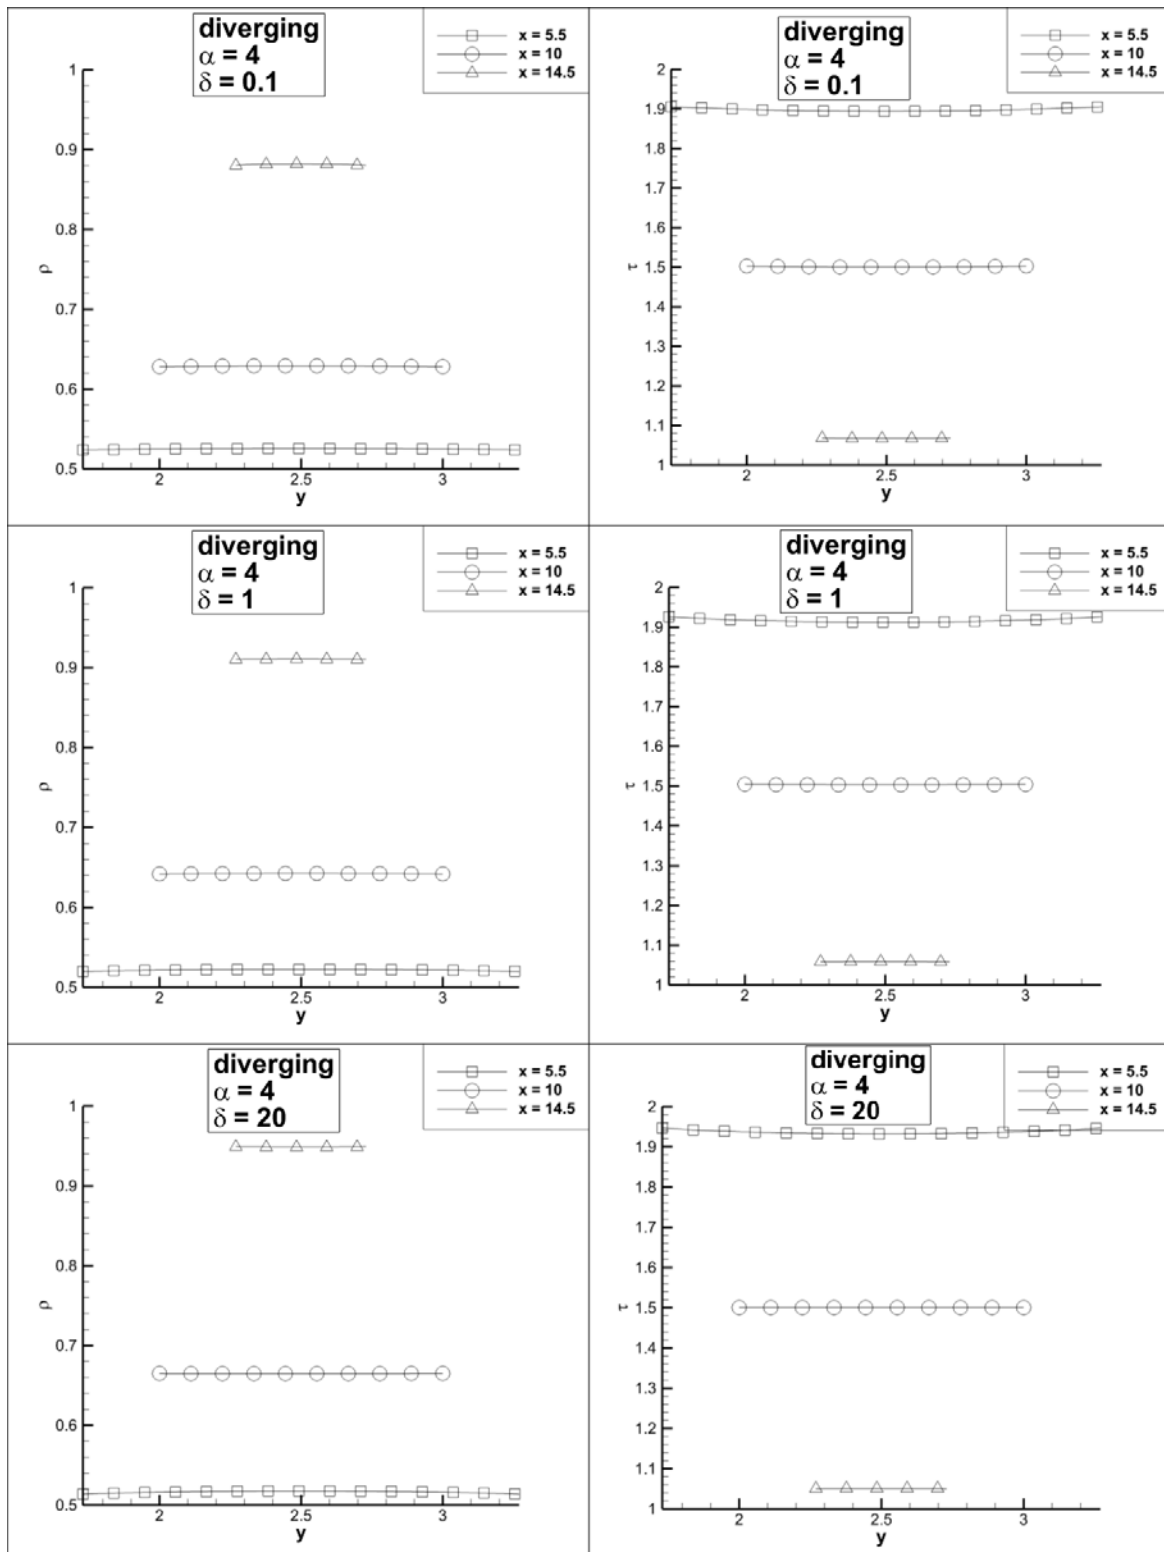 diverging
α = 4
δ = 0.1
x = 5.5
x = 10
x = 14.5
1
0.9
0.8
0.7
0.6
0.5
ρ
2
2.5
3
y
diverging
α = 4
δ = 0.1
x = 5.5
x = 10
x = 14.5
2
1.9
1.8
1.7
1.6
1.5
1.4
1.3
1.2
1.1
1
τ
2
2.5
3
y
diverging
α = 4
δ = 1
x = 5.5
x = 10
x = 14.5
1
0.9
0.8
0.7
0.6
0.5
ρ
2
2.5
3
y
diverging
α = 4
δ = 1
x = 5.5
x = 10
x = 14.5
2
1.9
1.8
1.7
1.6
1.5
1.4
1.3
1.2
1.1
1
τ
2
2.5
3
y
diverging
α = 4
δ = 20
x = 5.5
x = 10
x = 14.5
1
0.9
0.8
0.7
0.6
0.5
ρ
2
2.5
3
y
diverging
α = 4
δ = 20
x = 5.5
x = 10
x = 14.5
2
1.9
1.8
1.7
1.6
1.5
1.4
1.3
1.2
1.1
1
τ
2
2.5
3
y